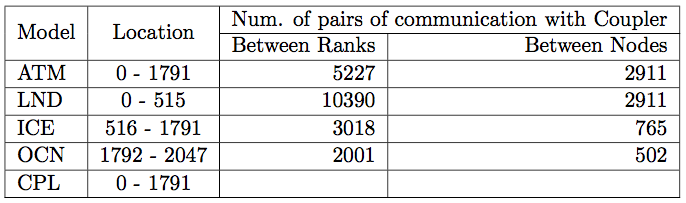 Model Location Num. of pairs of communication with Coupler
Between Ranks Between Nodes
ATM 0 - 1791 5227 2911
LND 0 - 515 10390 2911
ICE 516 - 1791 3018 765
OCN 1792 - 2047 2001 502
CPL 0 - 1791